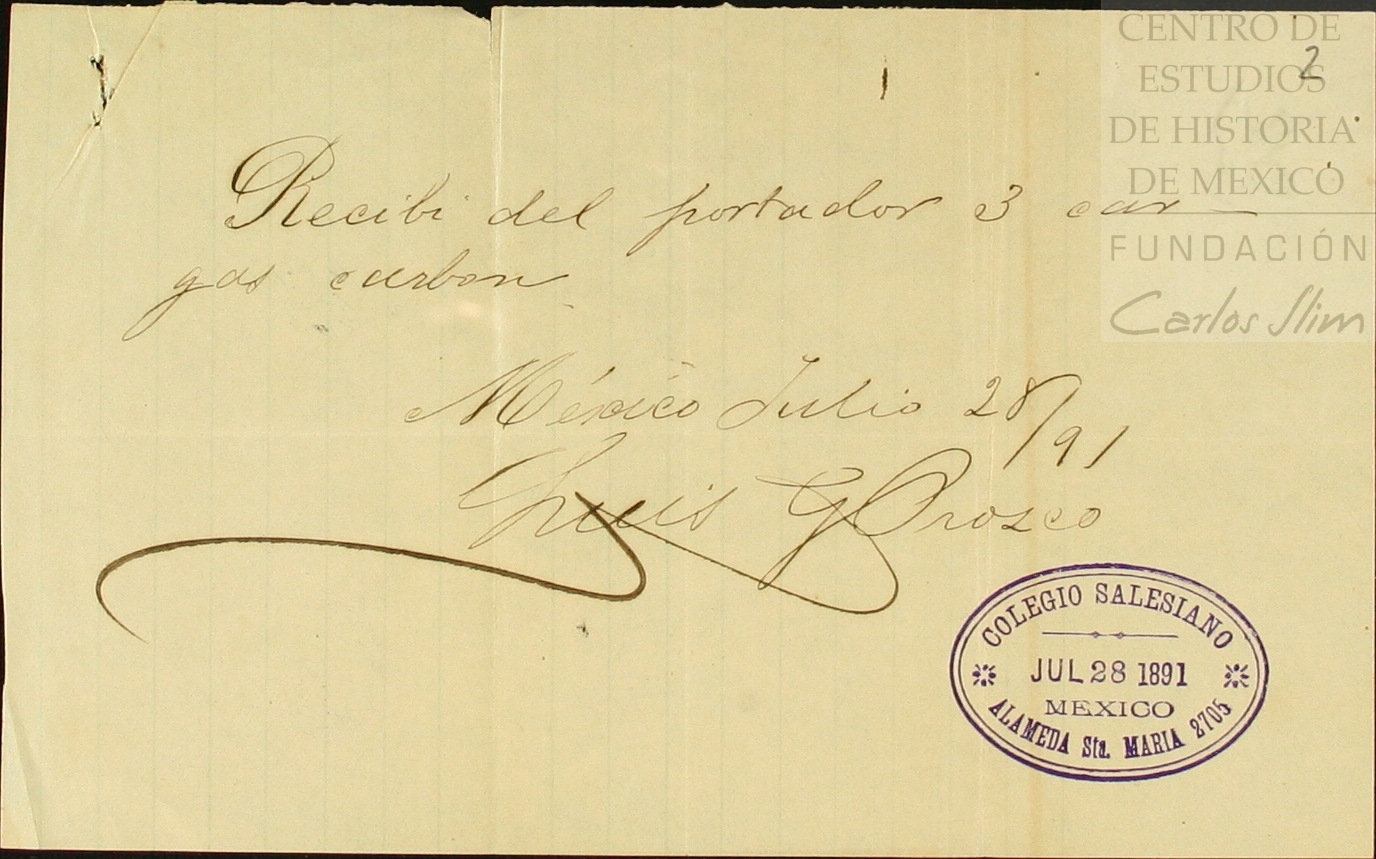 CENTRO DE
ESTUDIOS
DE HISTORIA
DE MEXICO
FUNDACIÓN
Carlos Slim
2
Recibi del portador 3 car-
gas carbon
México Julio 28/91
Luis G Orozco
COLEGIO SALESIANO
JUL 28 1891
MEXICO
ALAMEDA Sta. MARIA 2705